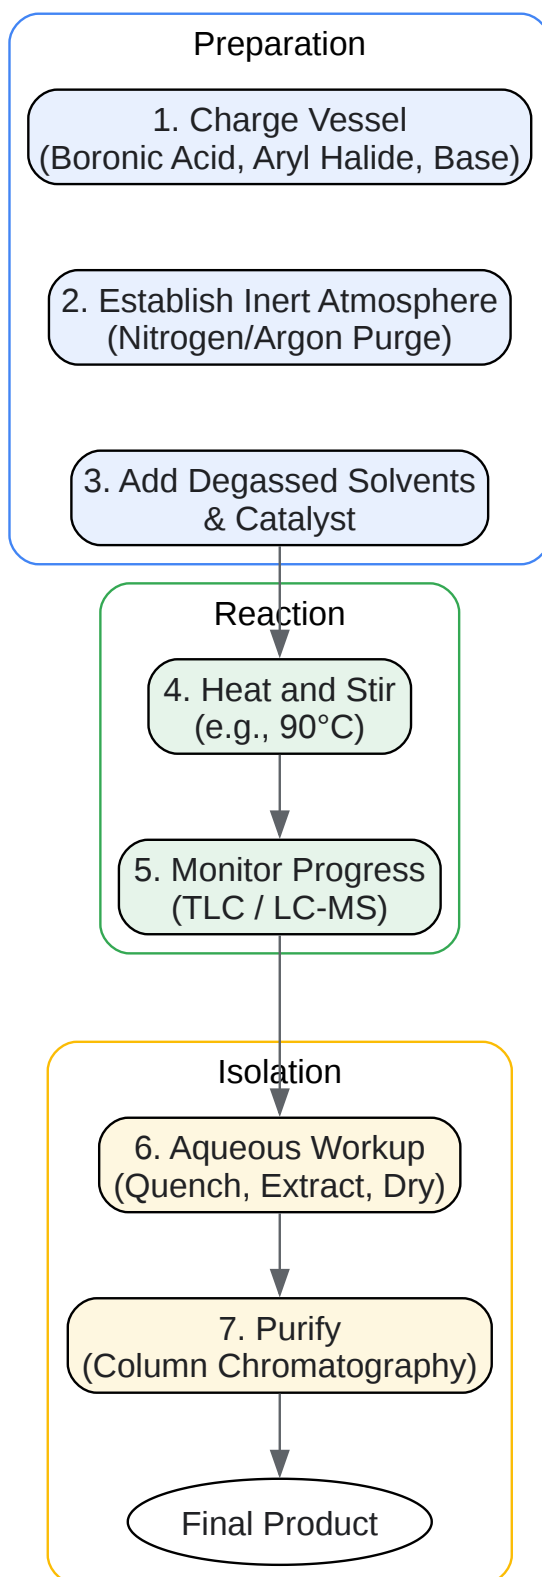 Preparation
1. Charge Vessel
(Boronic Acid, Aryl Halide, Base)
2. Establish Inert Atmosphere
(Nitrogen/Argon Purge)
3. Add Degassed Solvents
& Catalyst
Reaction
4. Heat and Stir
(e.g., 90°C)
5. Monitor Progress
(TLC / LC-MS)
Isolation
6. Aqueous Workup
(Quench, Extract, Dry)
7. Purify
(Column Chromatography)
Final Product